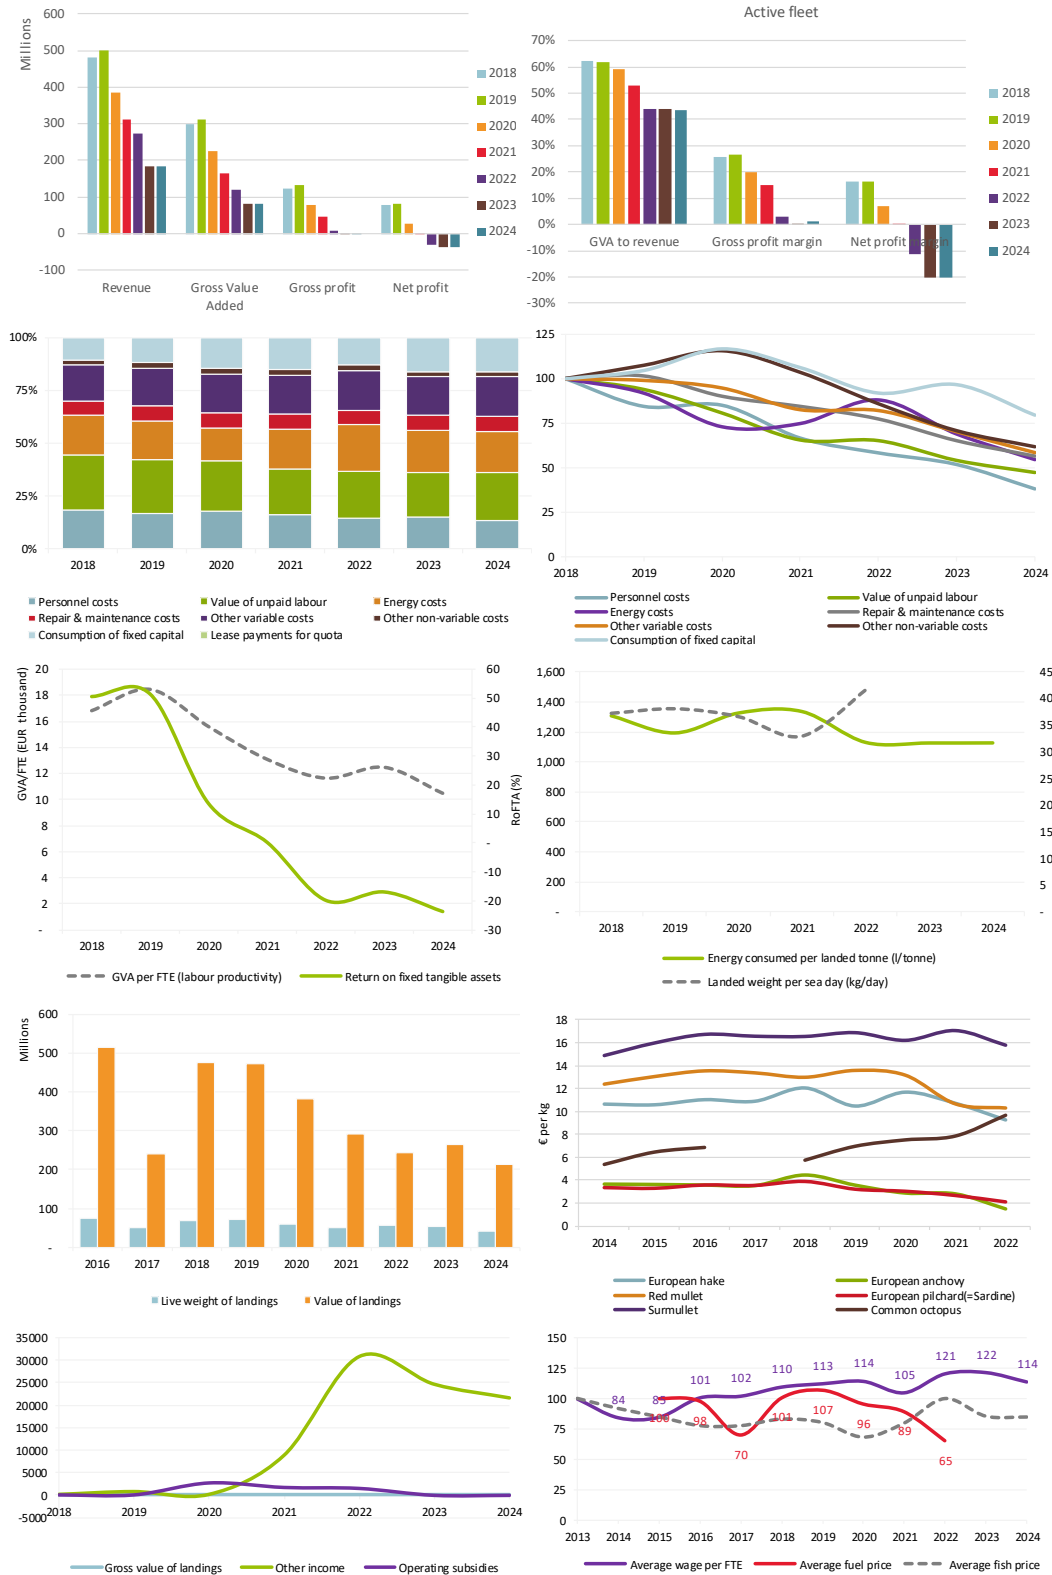 600
500
400
300
200
100
0
-100
Millions
Revenue
Gross Value
Added
Gross profit
Net profit
2018
2019
2020
2021
2022
2023
2024
Active fleet
70%
60%
50%
40%
30%
20%
10%
0%
-10%
-20%
-30%
GVA to revenue
Gross profit margin
Net profit margin
2018
2019
2020
2021
2022
2023
2024
100%
75%
50%
25%
0%
2018 2019 2020 2021 2022 2023 2024
Personnel costs
Value of unpaid labour
Energy costs
Repair & maintenance costs
Other variable costs
Other non-variable costs
Consumption of fixed capital
Lease payments for quota
125
100
75
50
25
0
2018 2019 2020 2021 2022 2023 2024
Personnel costs
Value of unpaid labour
Energy costs
Repair & maintenance costs
Other variable costs
Other non-variable costs
Consumption of fixed capital
GVA/FTE (EUR thousand)
20
18
16
14
12
10
8
6
4
2
-
60
50
40
30
20
10
-
-10
-20
-30
RoFTA (%)
2018 2019 2020 2021 2022 2023 2024
GVA per FTE (labour productivity)
Return on fixed tangible assets
1,600
1,400
1,200
1,000
800
600
400
200
-
45
40
35
30
25
20
15
10
5
-
2018 2019 2020 2021 2022 2023 2024
Energy consumed per landed tonne (l/tonne)
Landed weight per sea day (kg/day)
Millions
600
500
400
300
200
100
-
2016 2017 2018 2019 2020 2021 2022 2023 2024
Live weight of landings
Value of landings
€ per kg
18
16
14
12
10
8
6
4
2
0
2014 2015 2016 2017 2018 2019 2020 2021 2022
European hake
European anchovy
Red mullet
European pilchard(=Sardine)
Surmullet
Common octopus
35000
30000
25000
20000
15000
10000
5000
0
-5000
2018 2019 2020 2021 2022 2023 2024
Gross value of landings
Other income
Operating subsidies
150
125
100
75
50
25
0
84 85 101 102 110 113 114 105 121 122 114
100 98 70 101 107 96 89 65
2013 2014 2015 2016 2017 2018 2019 2020 2021 2022 2023 2024
Average wage per FTE
Average fuel price
Average fish price